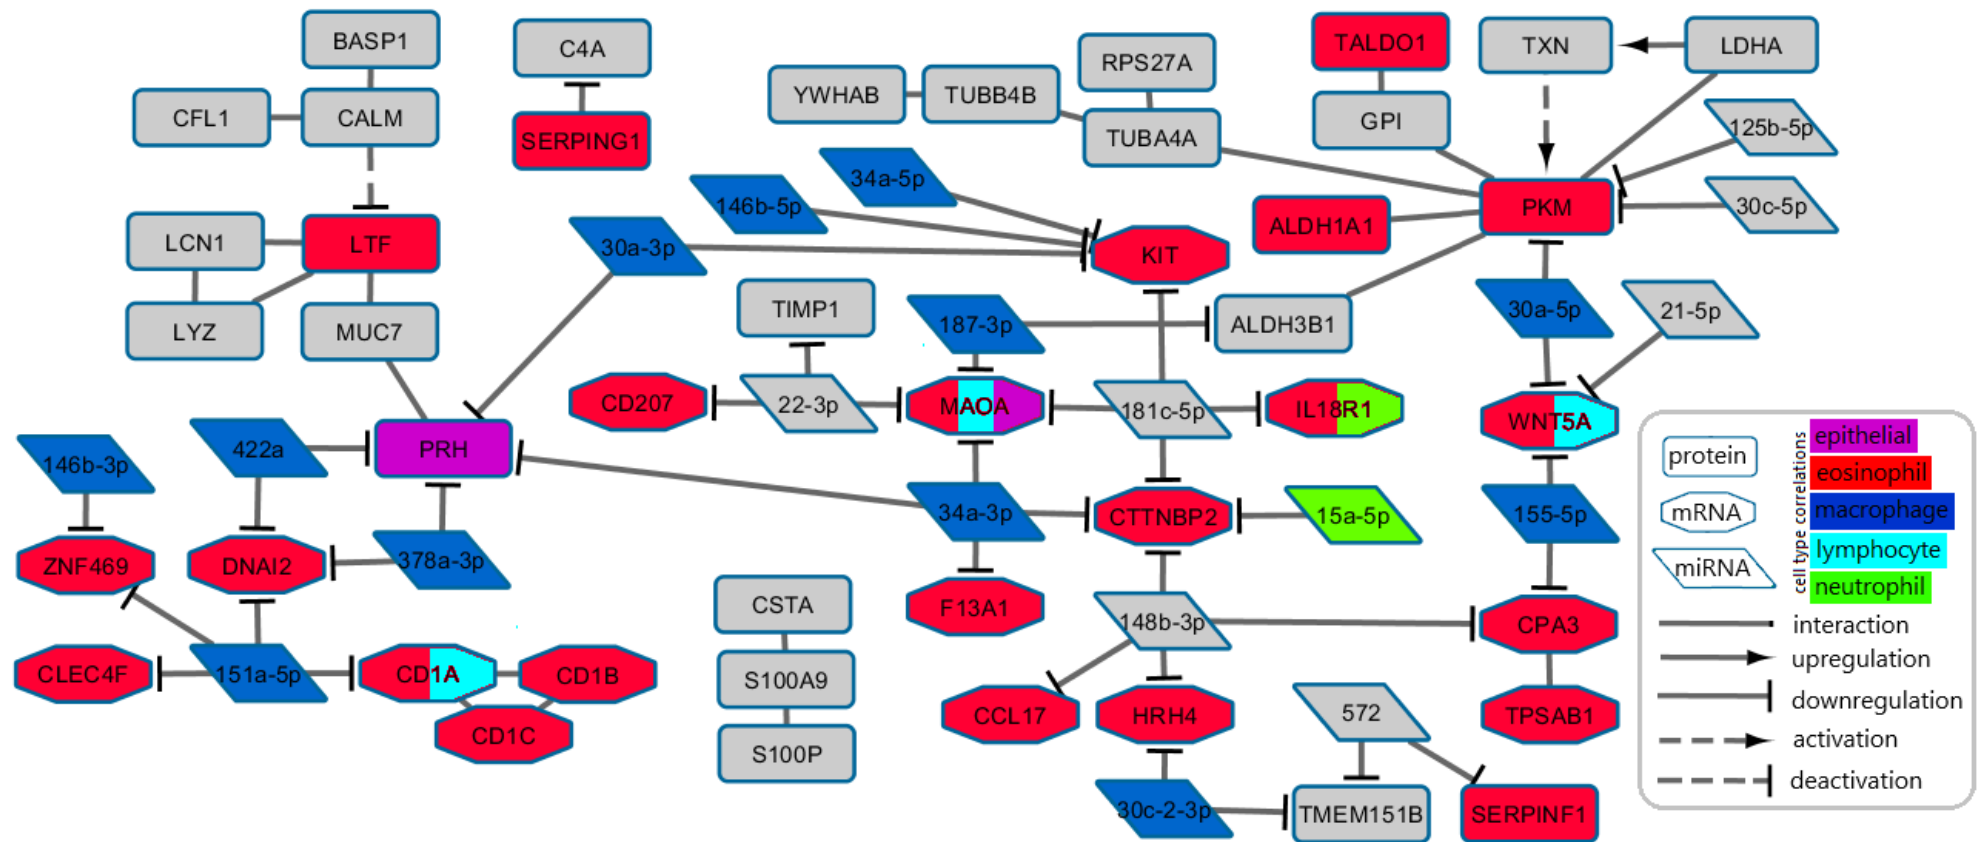 BASP1
C4A
TALDO1
TXN
LDHA
RPS27A
YWHAB
TUBB4B
CFL1
CALM
GPI
125b-5p
SERPING1
TUBA4A
34a-5p
146b-5p
PKM
30c-5p
ALDH1A1
LCN1
LTF
30a-3p
KIT
TIMP1
30a-5p
21-5p
LYZ
MUC7
187-3p
ALDH3B1
CD207
22-3p
MAOA
181c-5p
IL18R1
WNT5A
146b-3p
422a
PRH
34a-3p
CTTNBP2
15a-5p
155-5p
ZNF469
DNAI2
378a-3p
CSTA
F13A1
148b-3p
CPA3
CLEC4F
151a-5p
CD1A
CD1B
S100A9
CD1C
CCL17
HRH4
572
TPSAB1
S100P
30c-2-3p
TMEM151B
SERPINF1
protein
mRNA
miRNA
cell type correlations
epithelial
eosinophil
macrophage
lymphocyte
neutrophil
interaction
upregulation
downregulation
activation
deactivation